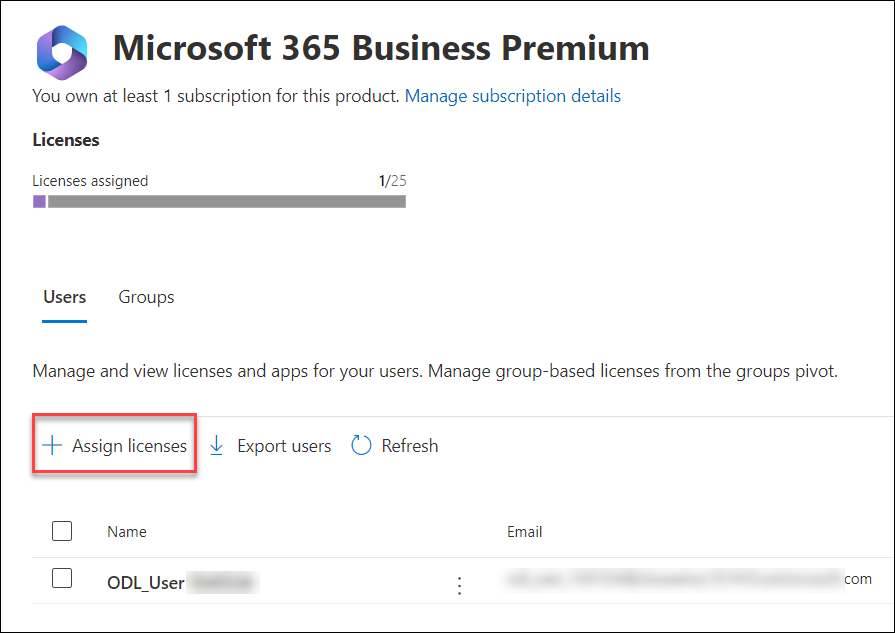 Microsoft 365 Business Premium
You own at least 1 subscription for this product. Manage subscription details
Licenses
Licenses assigned 1/25
Users Groups
Manage and view licenses and apps for your users. Manage group-based licenses from the groups pivot.
Assign licenses Export users Refresh
Name Email
ODL_User com